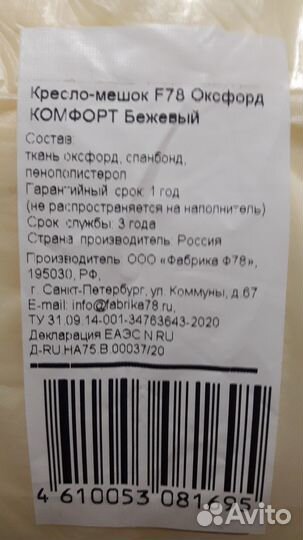 Кресло-мешок F78 Оксфорд
КОМФОРТ Бежевый
Состав:
ткань оксфорд, спанбонд,
пенополистерол
Гарантийный срок: 1 год
(не распространяется на наполнитель)
Срок службы: 3 года
Страна производитель: Россия
Производитель: ООО «Фабрика Ф78»,
195030, РФ,
г. Санкт-Петербург, ул. Коммуны, д.67
E-mail: info@fabrika78.ru,
ТУ 31.09.14-001-34763643-2020
Декларация ЕАЭС N RU
Д-RU.НА75.В.00037/20
4 610053 081695
Avito